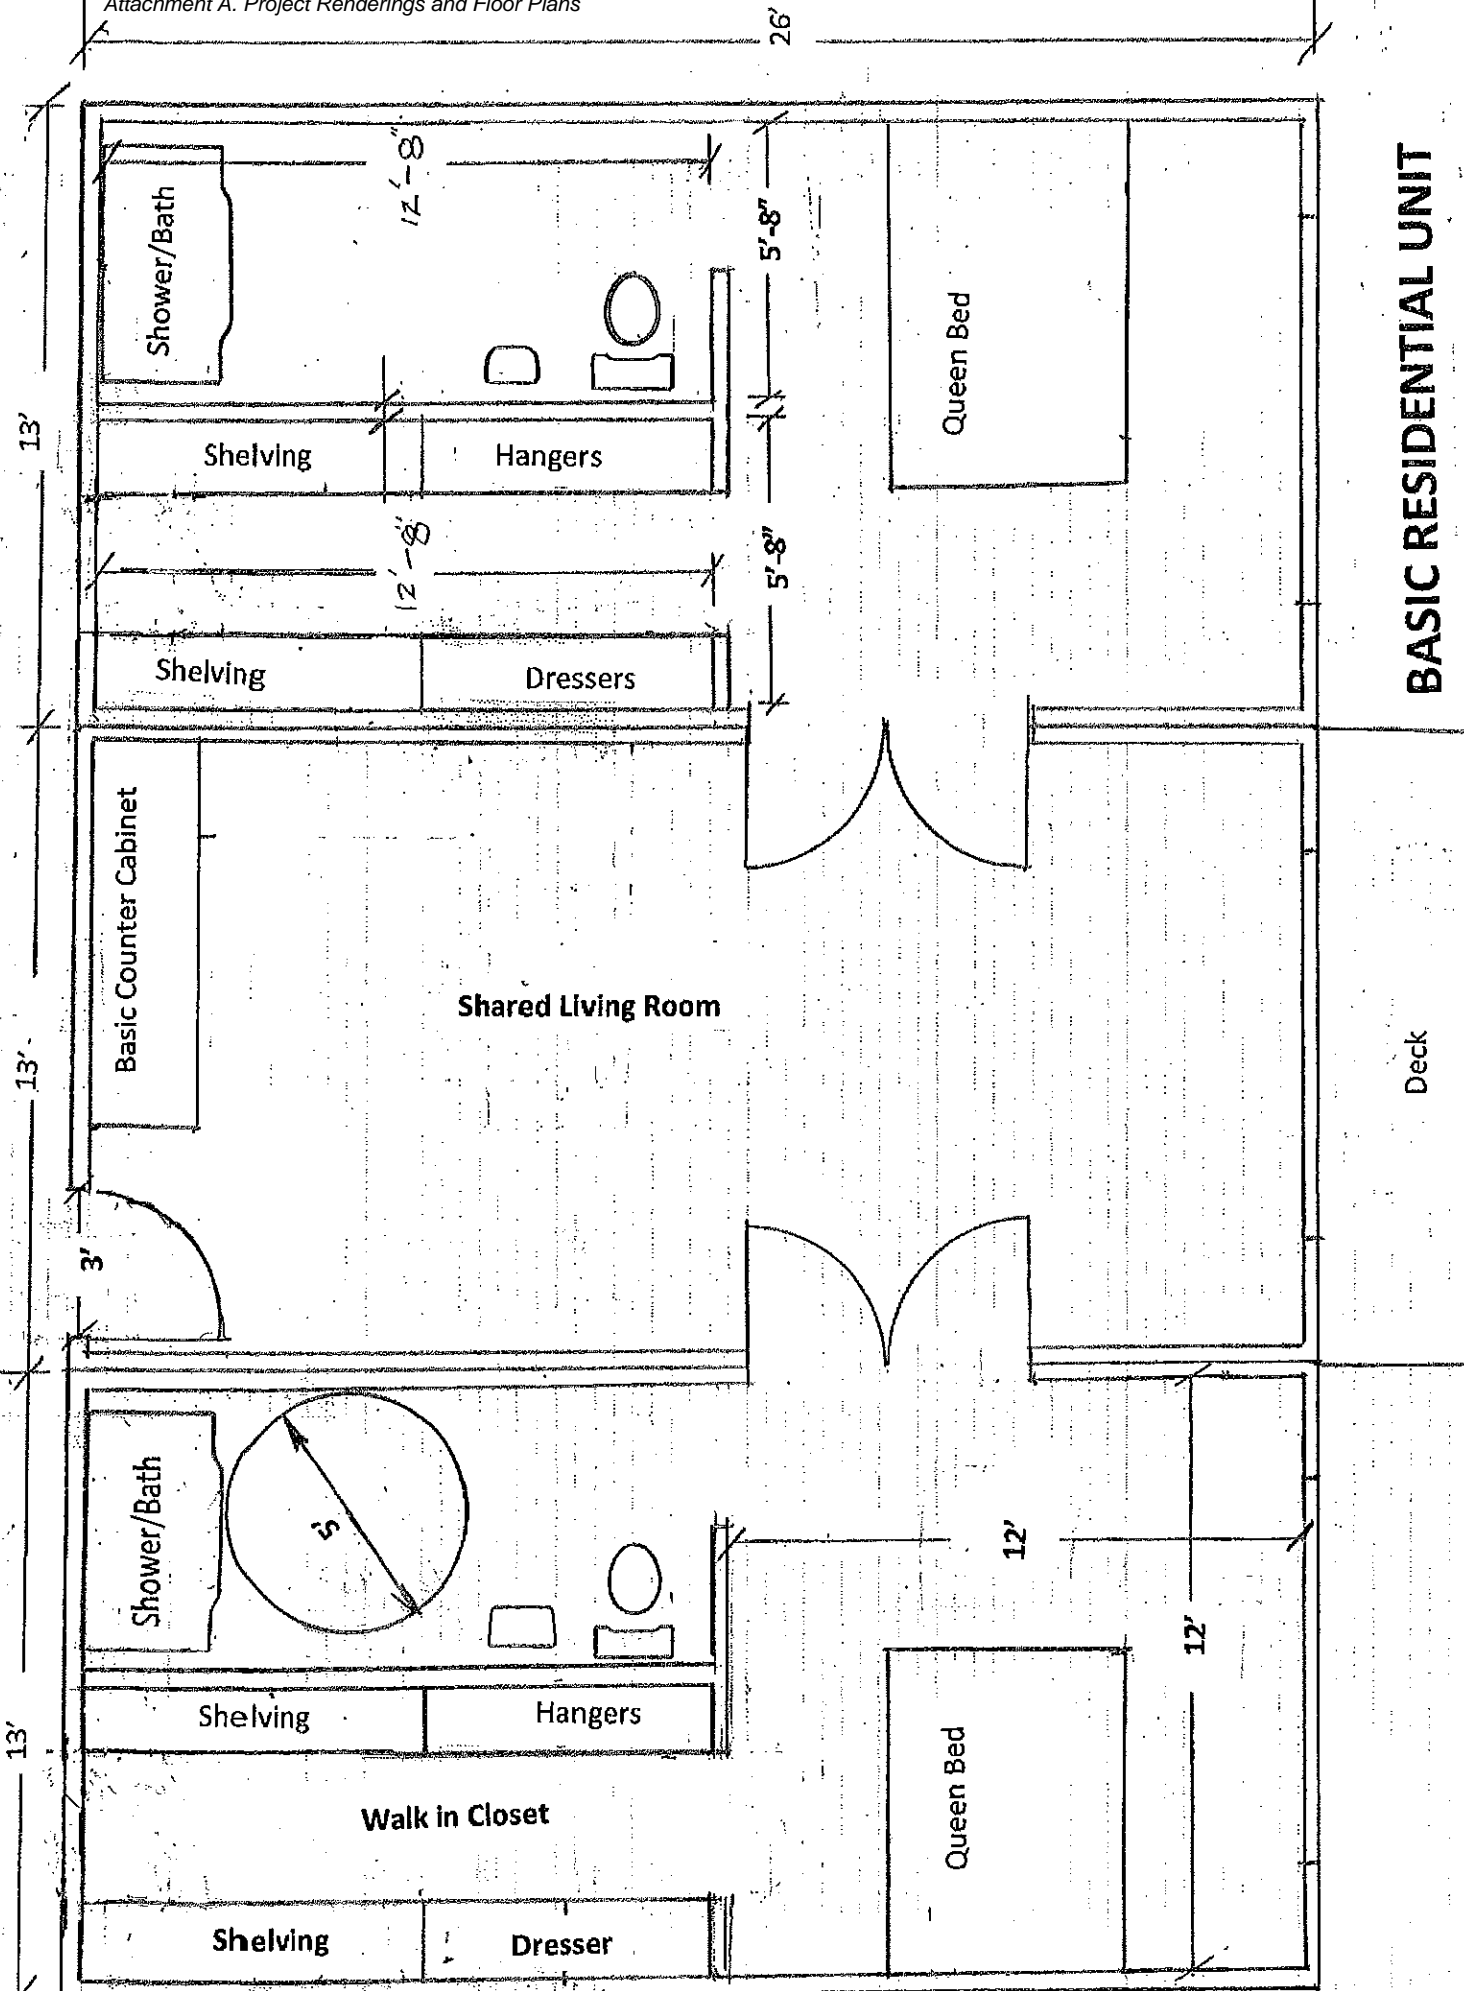 Attachment A. Project Renderings and Floor Plans
26'
13'
Shower/Bath
12'-8"
5'-8"
Queen Bed
BASIC RESIDENTIAL UNIT
Shelving
Hangers
12'-8"
5'-8"
Shelving
Dressers
13'
Basic Counter Cabinet
Shared Living Room
Deck
3'
13'
Shower/Bath
5'
12'
12'
Shelving
Hangers
Walk in Closet
Queen Bed
Shelving
Dresser